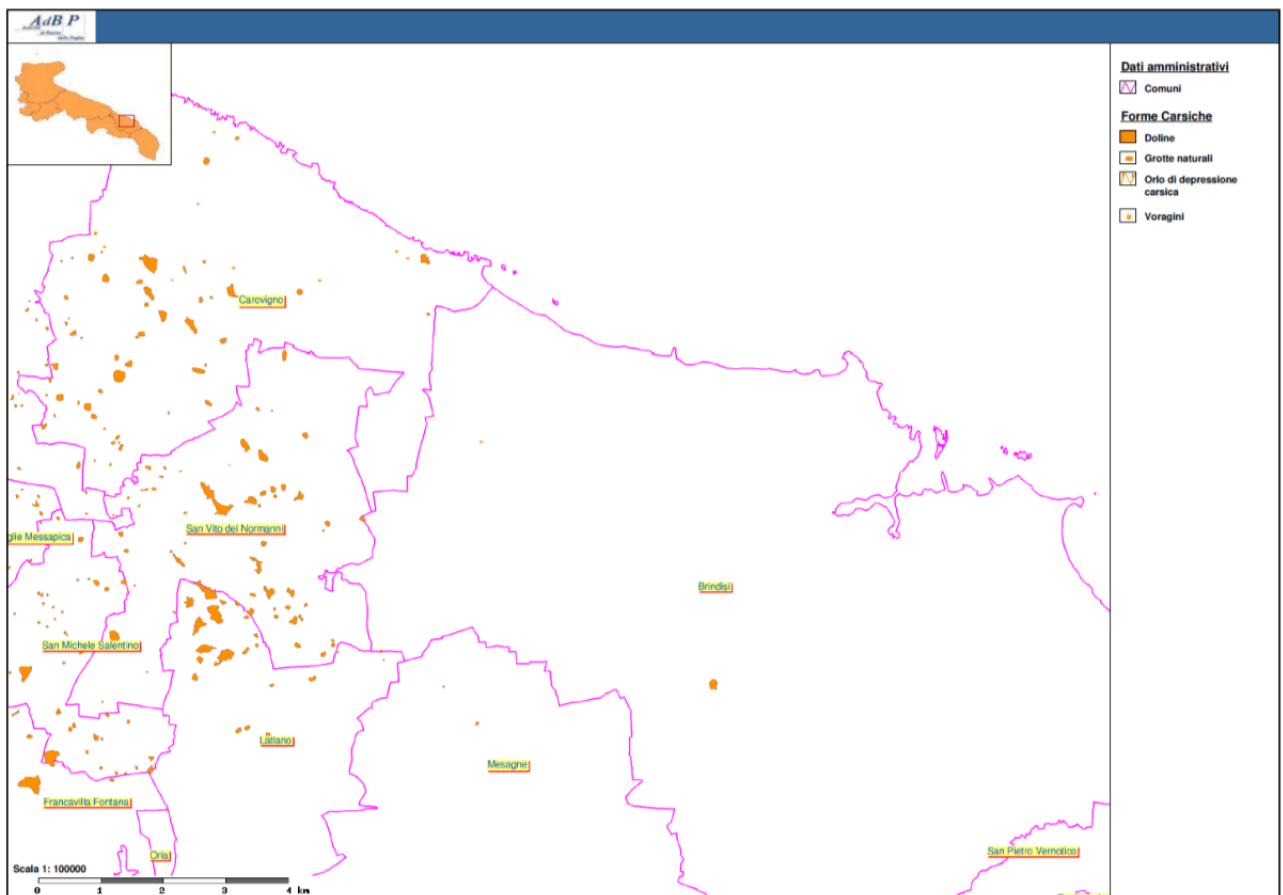 AdB P
Dati amministrativi
Comuni
Forme Carsiche
Doline
Grotte naturali
Orlo di depressione
carsica
Voragini
Carovigno
San Vito dei Normanni
glie Messapica
Brindisi
San Michele Salentino
Latiano
Mesagne
Francavilla Fontana
Oria
San Pietro Vernotico
Scala 1: 100000
0 1 2 3 4 km